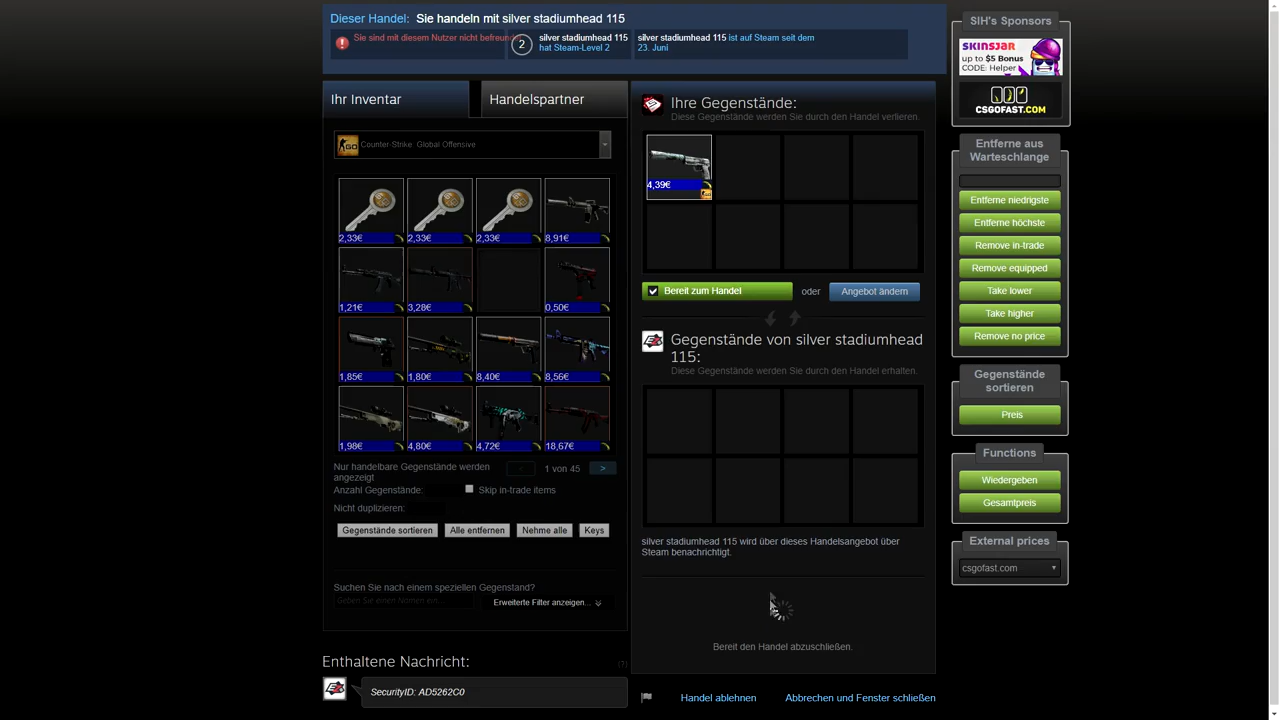 Dieser Handel: Sie handeln mit silver stadiumhead 115
Sie sind mit diesem Nutzer nicht
2
silver stadiumhead 115
hat Steam-Level 2
silver stadiumhead 115 ist auf Steam seit dem
23. Juni
Ihr Inventar
Handelspartner
GO
Counter-Strike: Global Offensive
2,33€
2,33€
2,33€
8,91€
1,21€
3,28€
0,50€
1,85€
1,80€
8,40€
8,56€
1,98€
4,80€
4,72€
18,67€
Nur handelbare Gegenstände werden
angezeigt
< 1 von 45 >
Anzahl Gegenstände:
Skip in-trade items
Nicht duplizieren:
Gegenstände sortieren
Alle entfernen
Nehme alle
Keys
Suchen Sie nach einem speziellen Gegenstand?
Geben Sie einen Namen ein
Erweiterte Filter anzeigen...
Enthaltene Nachricht:
(?)
SecurityID: AD5262C0
Ihre Gegenstände:
Diese Gegenstände werden Sie durch den Handel verlieren.
4,39€
Bereit zum Handel
oder
Angebot ändern
Gegenstände von silver stadiumhead
115:
Diese Gegenstände werden Sie durch den Handel erhalten.
silver stadiumhead 115 wird über dieses Handelsangebot über
Steam benachrichtigt.
Bereit den Handel abzuschließen.
Handel ablehnen
Abbrechen und Fenster schließen
SIH's Sponsors
SKINSJAR
up to $5 Bonus
CODE: Helper
CSGOFAST.COM
Entferne aus
Warteschlange
Entferne niedrigste
Entferne höchste
Remove in-trade
Remove equipped
Take lower
Take higher
Remove no price
Gegenstände
sortieren
Preis
Functions
Wiedergeben
Gesamtpreis
External prices
csgofast.com